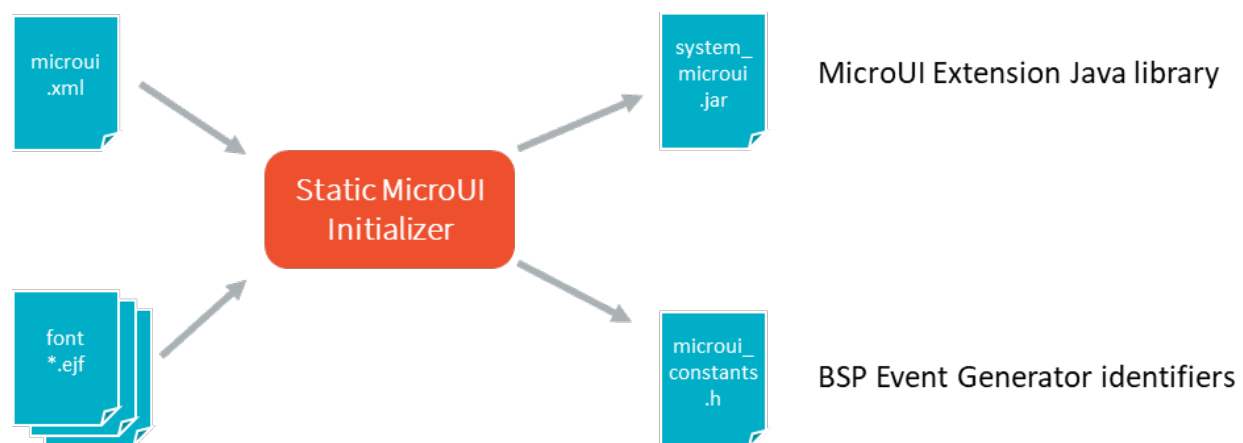 microui
.xml
system_
microui
.jar
MicroUI Extension Java library
Static MicroUI
Initializer
font
*.ejf
microui_
constants
.h
BSP Event Generator identifiers